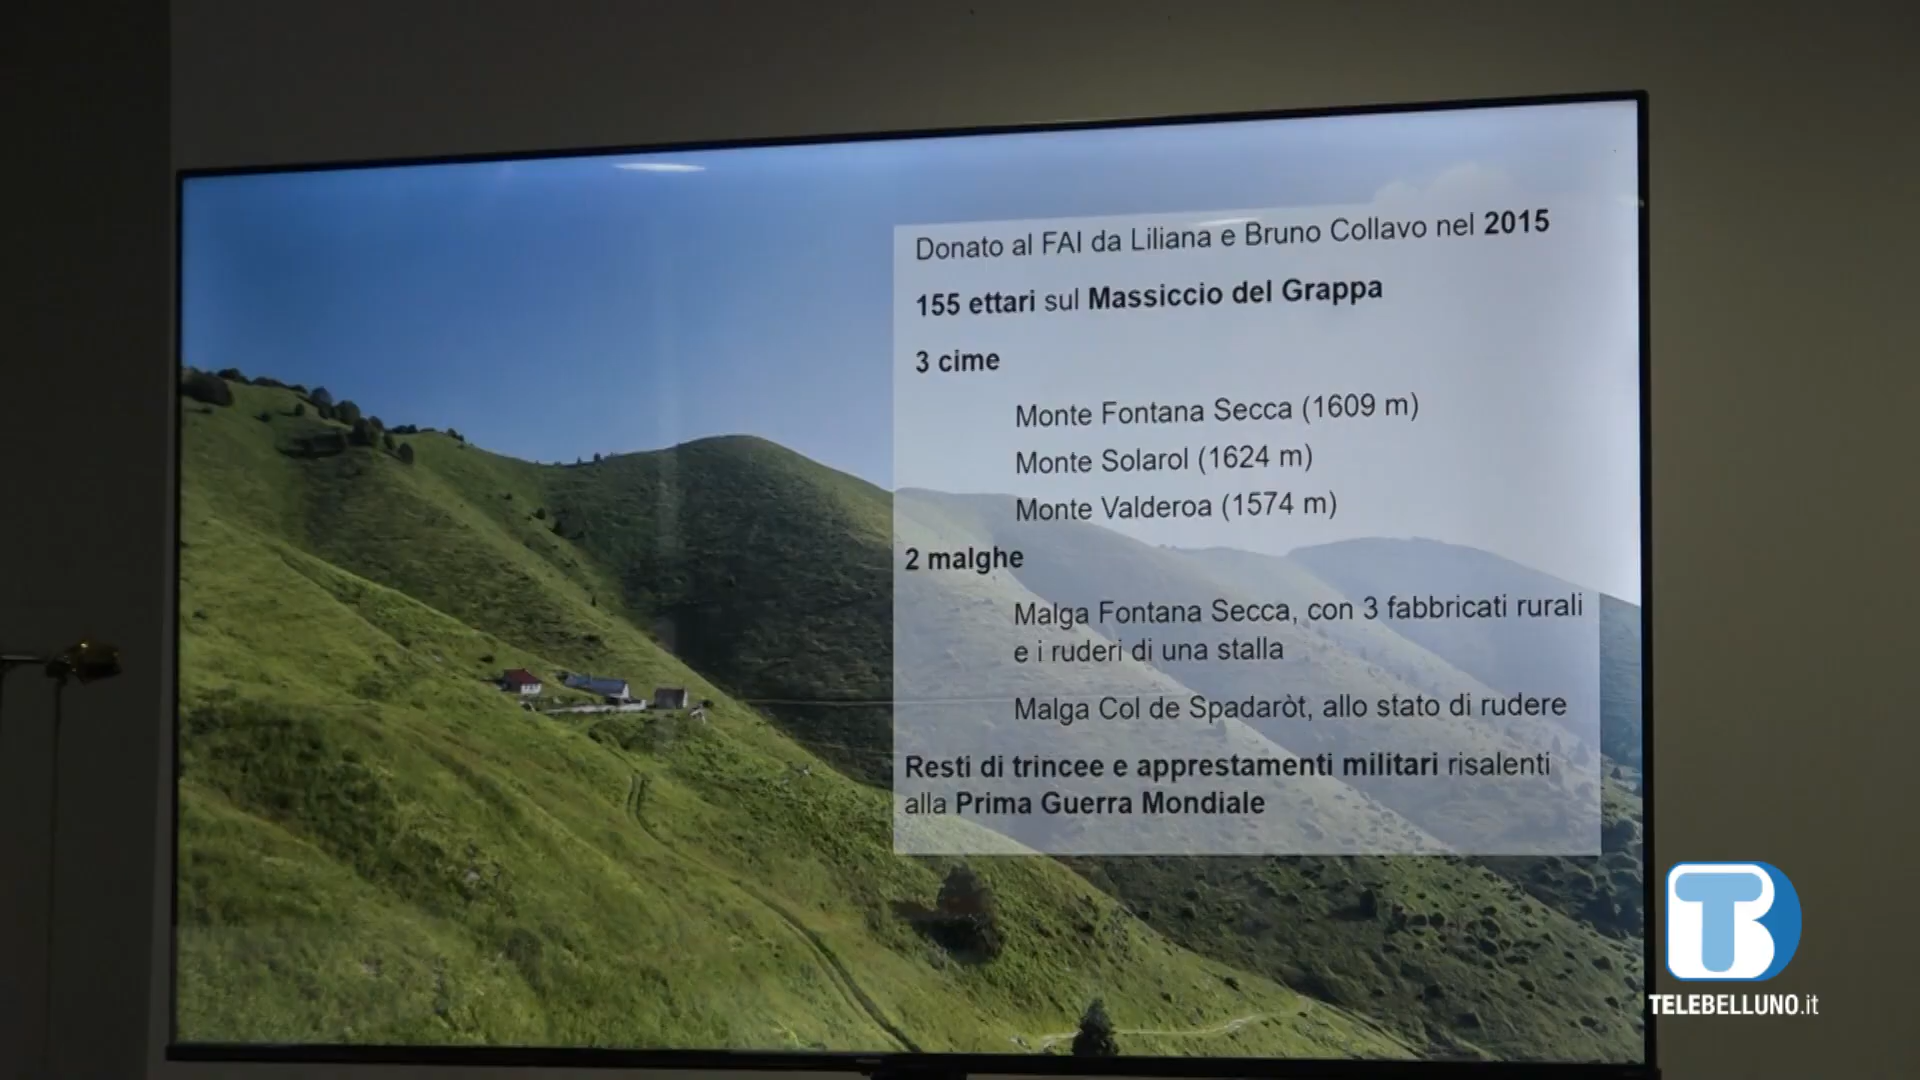 Donato al FAI da Liliana e Bruno Collavo nel 2015
155 ettari sul Massiccio del Grappa
3 cime
Monte Fontana Secca (1609 m)
Monte Solarol (1624 m)
Monte Valderoa (1574 m)
2 malghe
Malga Fontana Secca, con 3 fabbricati rurali
e i ruderi di una stalla
Malga Col de Spadaròt, allo stato di rudere
Resti di trincee e apprestamenti militari risalenti
alla Prima Guerra Mondiale
TB
TELEBELLUNO.it